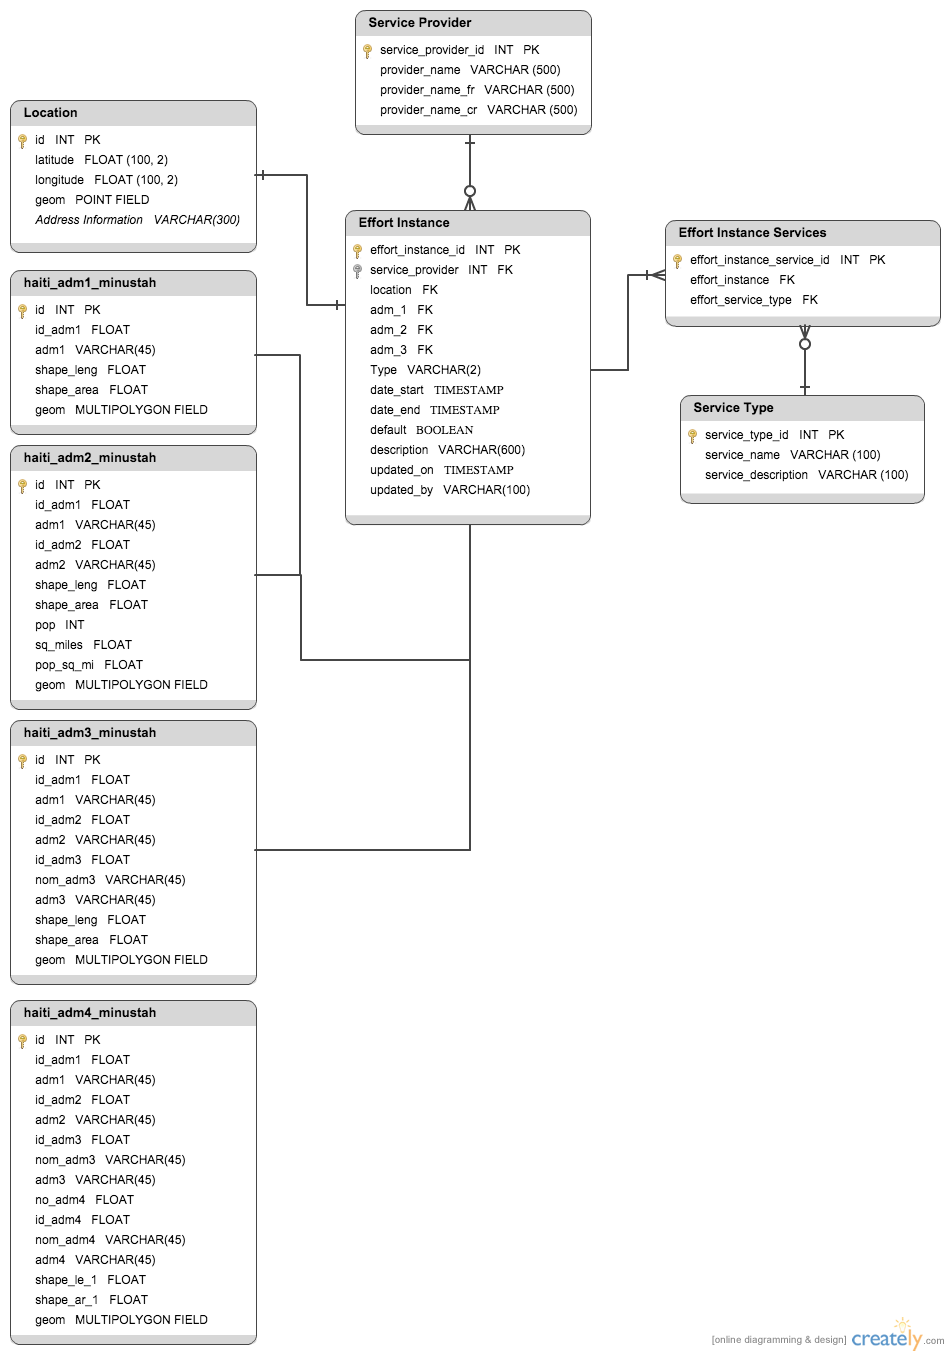 Service Provider
service_provider_id INT PK
provider_name VARCHAR (500)
provider_name_fr VARCHAR (500)
provider_name_cr VARCHAR (500)
Location
id INT PK
latitude FLOAT (100, 2)
longitude FLOAT (100, 2)
geom POINT FIELD
Address Information VARCHAR(300)
Effort Instance
effort_instance_id INT PK
service_provider INT FK
location FK
adm_1 FK
adm_2 FK
adm_3 FK
Type VARCHAR(2)
date_start TIMESTAMP
date_end TIMESTAMP
default BOOLEAN
description VARCHAR(600)
updated_on TIMESTAMP
updated_by VARCHAR(100)
Effort Instance Services
effort_instance_service_id INT PK
effort_instance FK
effort_service_type FK
Service Type
service_type_id INT PK
service_name VARCHAR (100)
service_description VARCHAR (100)
haiti_adm1_minustah
id INT PK
id_adm1 FLOAT
adm1 VARCHAR(45)
shape_leng FLOAT
shape_area FLOAT
geom MULTIPOLYGON FIELD
haiti_adm2_minustah
id INT PK
id_adm1 FLOAT
adm1 VARCHAR(45)
id_adm2 FLOAT
adm2 VARCHAR(45)
shape_leng FLOAT
shape_area FLOAT
pop INT
sq_miles FLOAT
pop_sq_mi FLOAT
geom MULTIPOLYGON FIELD
haiti_adm3_minustah
id INT PK
id_adm1 FLOAT
adm1 VARCHAR(45)
id_adm2 FLOAT
adm2 VARCHAR(45)
id_adm3 FLOAT
nom_adm3 VARCHAR(45)
adm3 VARCHAR(45)
shape_leng FLOAT
shape_area FLOAT
geom MULTIPOLYGON FIELD
haiti_adm4_minustah
id INT PK
id_adm1 FLOAT
adm1 VARCHAR(45)
id_adm2 FLOAT
adm2 VARCHAR(45)
id_adm3 FLOAT
nom_adm3 VARCHAR(45)
adm3 VARCHAR(45)
no_adm4 FLOAT
id_adm4 FLOAT
nom_adm4 VARCHAR(45)
adm4 VARCHAR(45)
shape_le_1 FLOAT
shape_ar_1 FLOAT
geom MULTIPOLYGON FIELD
[online diagramming & design] creately.com